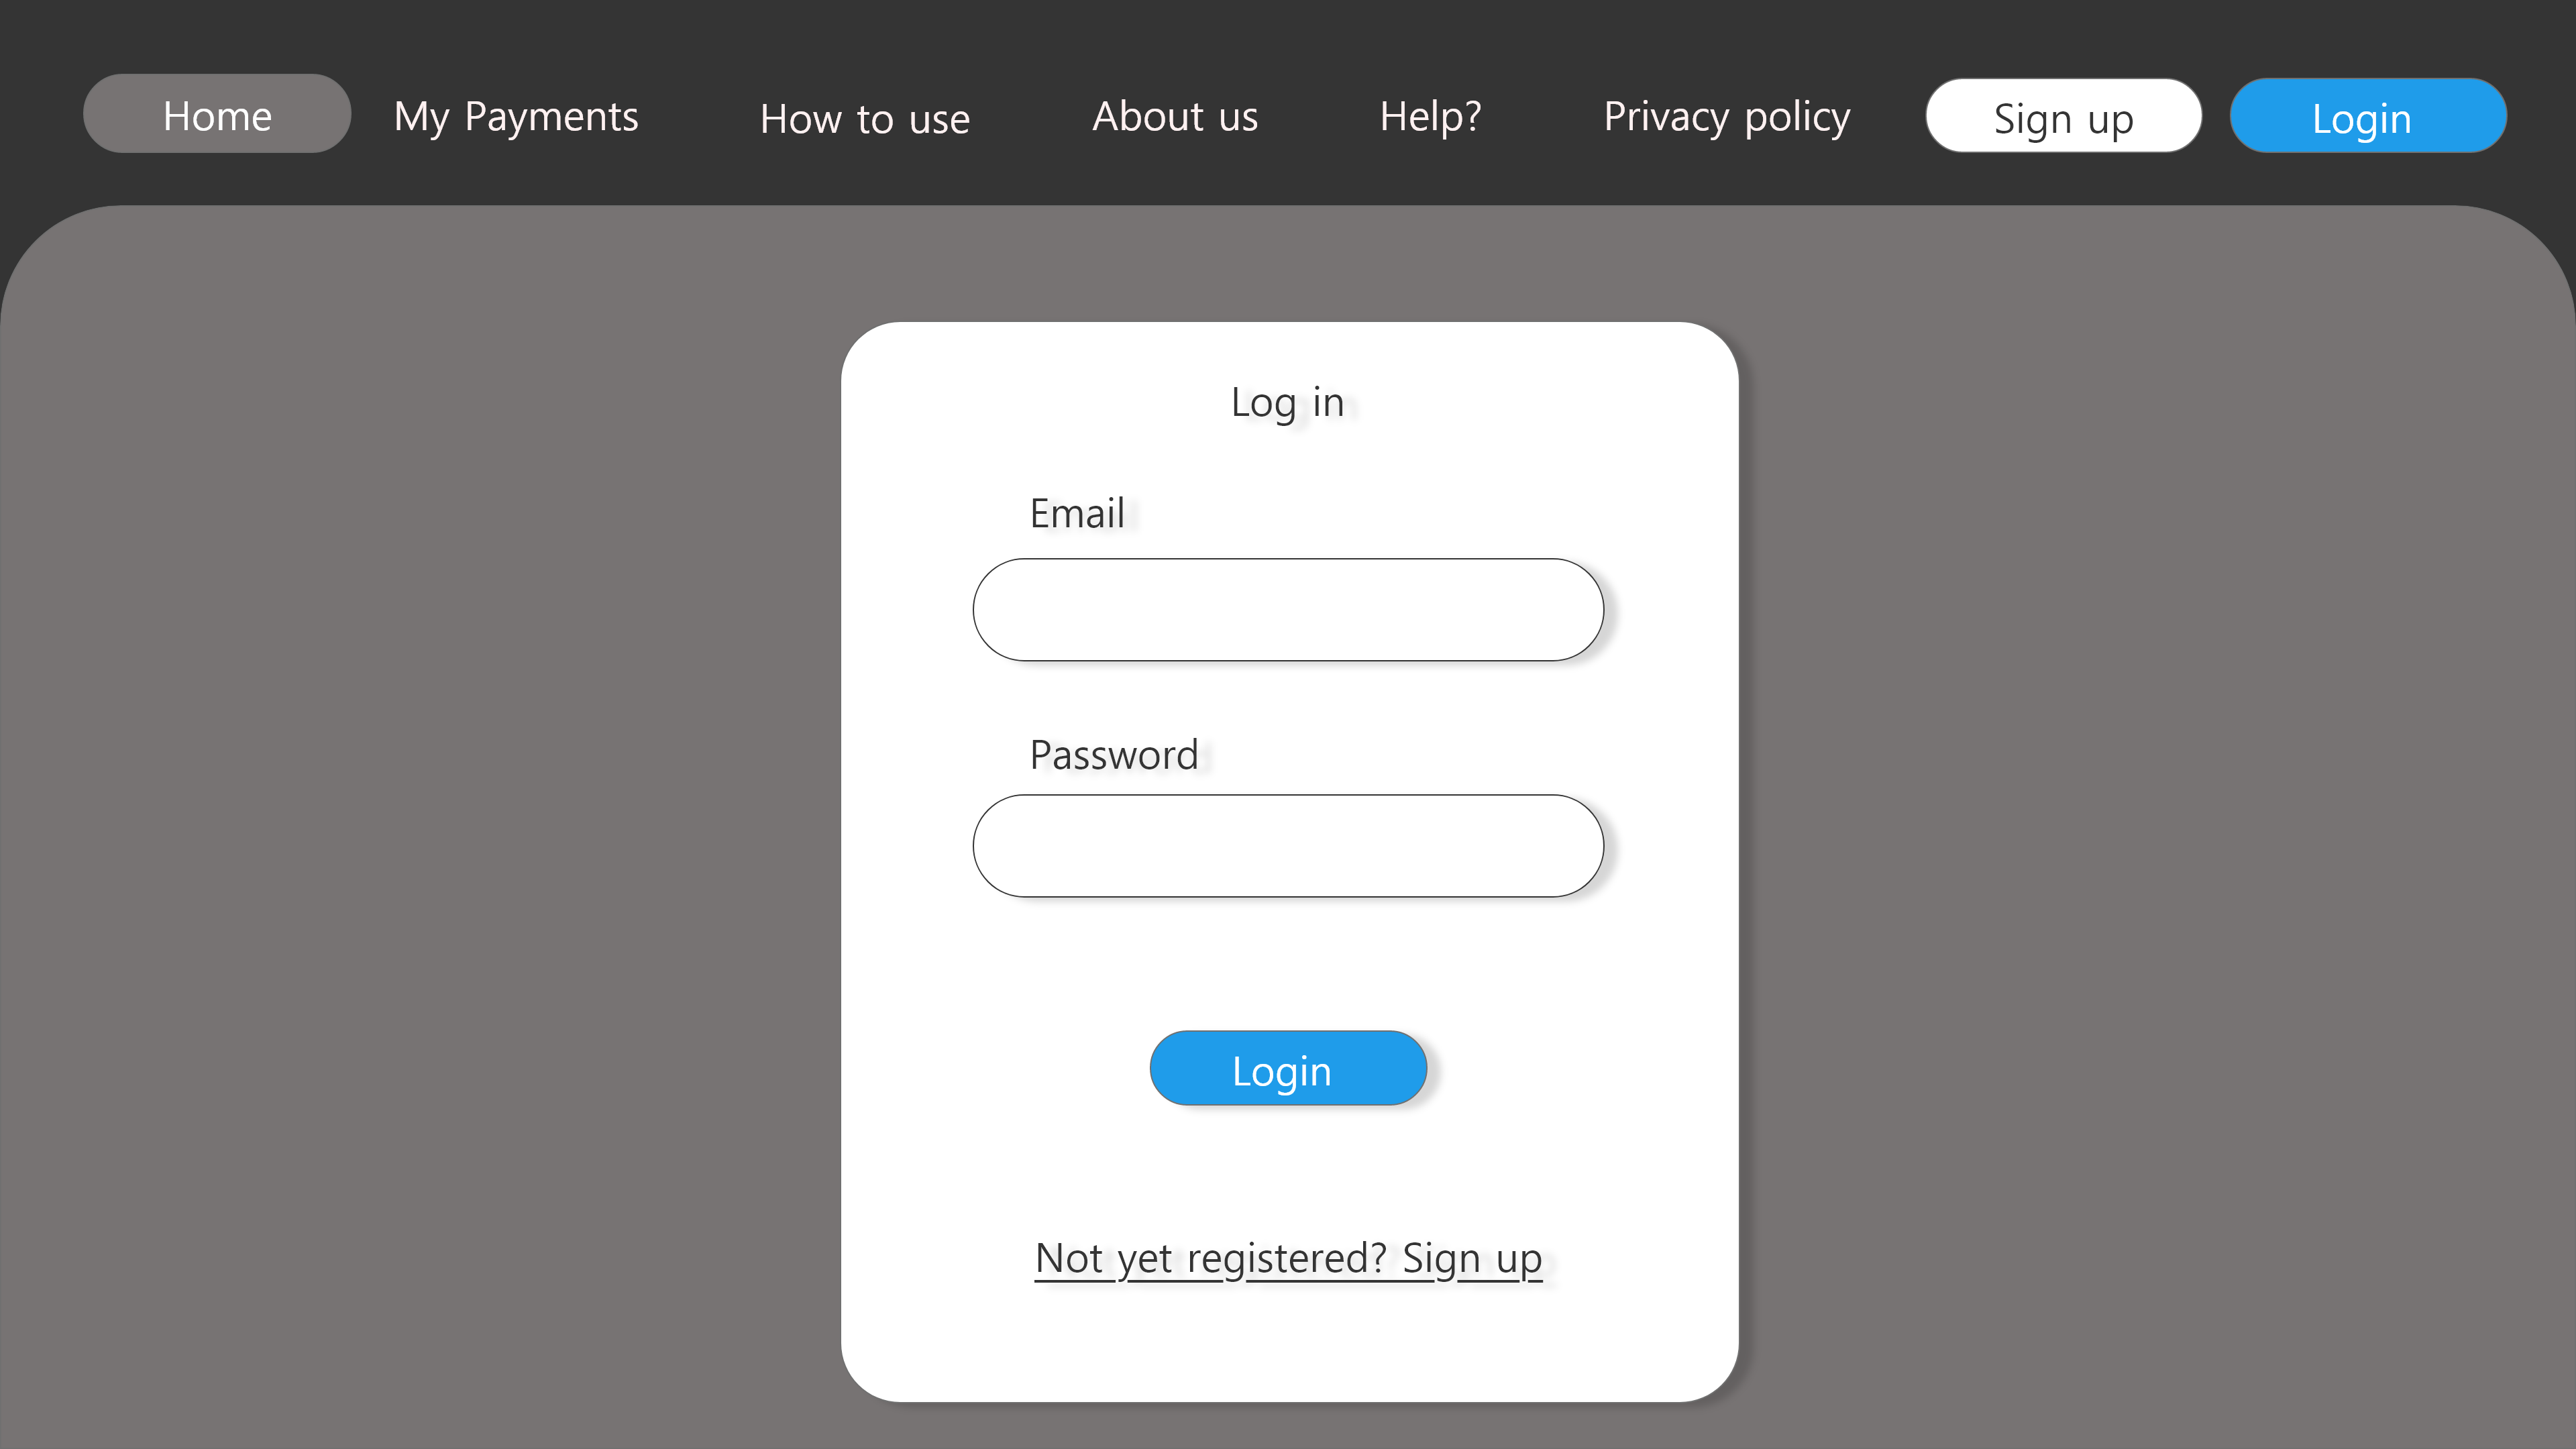 Home My Payments How to use About us Help? Privacy policy Sign up Login
Log in
Email
Password
Login
Not yet registered? Sign up